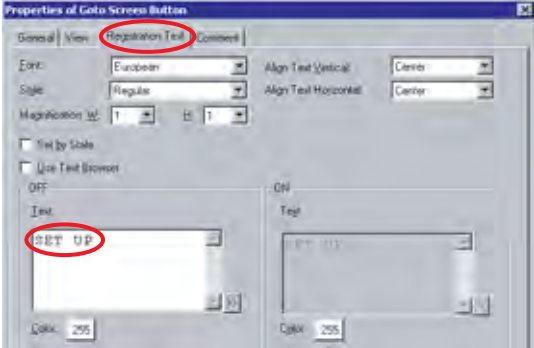 Properties of Goto Screen Button
General View Registration Text Comment
Font: European Align Text Vertical: Center
Style: Regular Align Text Horizontal: Center
Magnification W: 1 H: 1
Set by State
Use Text Browser
OFF ON
Text Text
SET UP SET UP
>>
Color: 255 Color: 255